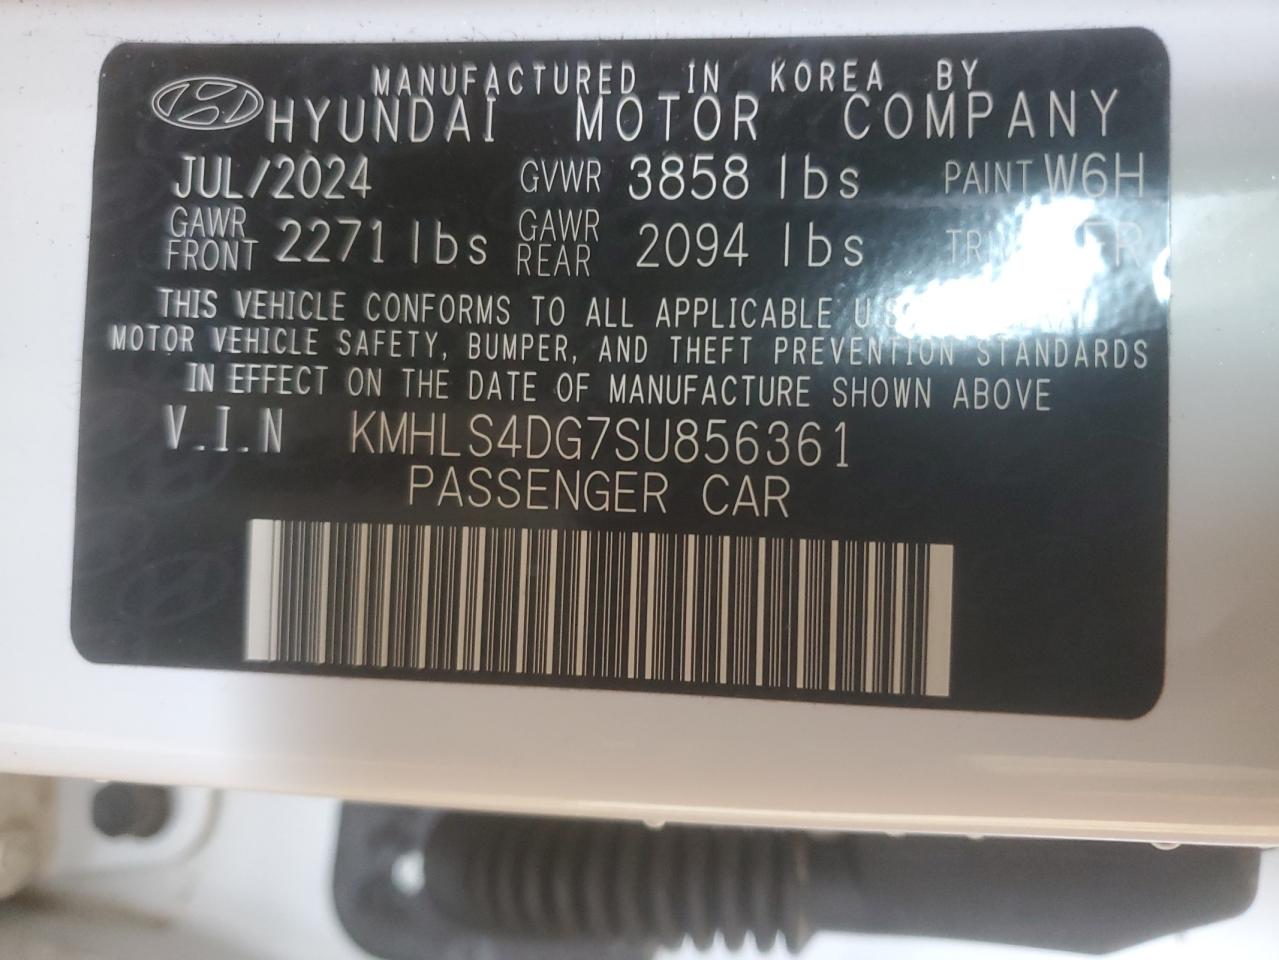 MANUFACTURED IN KOREA BY
HYUNDAI MOTOR COMPANY
JUL/2024 GVWR 3858 lbs PAINT W6H
GAWR FRONT 2271 lbs GAWR REAR 2094 lbs
THIS VEHICLE CONFORMS TO ALL APPLICABLE
MOTOR VEHICLE SAFETY, BUMPER, AND THEFT PREVENTION STANDARDS
IN EFFECT ON THE DATE OF MANUFACTURE SHOWN ABOVE
V.I.N KMHLS4DG7SU856361
PASSENGER CAR